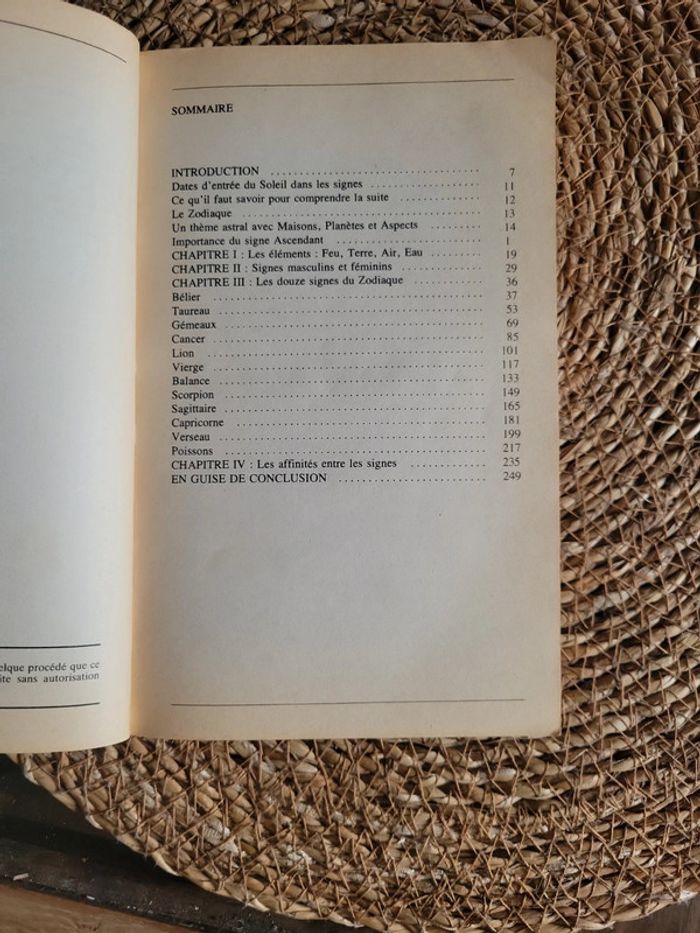 elque procédé que ce
ite sans autorisation
SOMMAIRE
INTRODUCTION ........................................ 7
Dates d'entrée du Soleil dans les signes .................... 11
Ce qu'il faut savoir pour comprendre la suite ............... 12
Le Zodiaque ........................................ 13
Un thème astral avec Maisons, Planètes et Aspects .......... 14
Importance du signe Ascendant ......................... 1
CHAPITRE I : Les éléments : Feu, Terre, Air, Eau ......... 19
CHAPITRE II : Signes masculins et féminins .............. 29
CHAPITRE III : Les douze signes du Zodiaque ............. 36
Bélier ............................................. 37
Taureau ........................................... 53
Gémeaux .......................................... 69
Cancer ............................................ 85
Lion .............................................. 101
Vierge ............................................ 117
Balance ........................................... 133
Scorpion .......................................... 149
Sagittaire ......................................... 165
Capricorne ........................................ 181
Verseau ........................................... 199
Poissons .......................................... 217
CHAPITRE IV : Les affinités entre les signes ............ 235
EN GUISE DE CONCLUSION ........................ 249